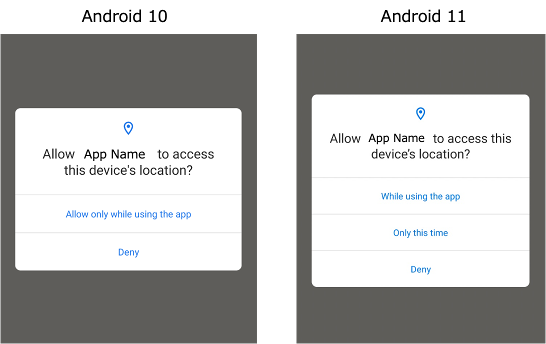 Android 10
Allow App Name to access
this device's location?
Allow only while using the app
Deny
Android 11
Allow App Name to access this
device's location?
While using the app
Only this time
Deny